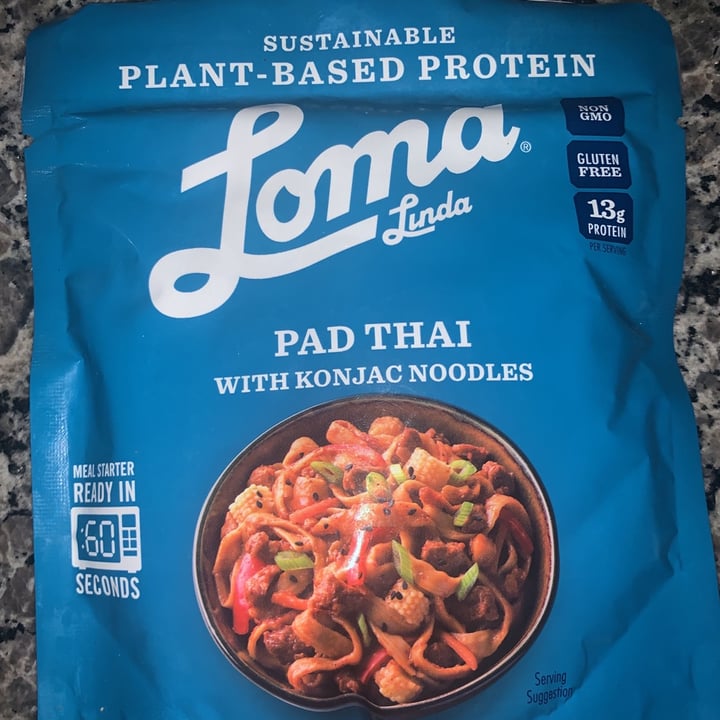 SUSTAINABLE
PLANT-BASED PROTEIN
Loma®
Linda
NON
GMO
GLUTEN
FREE
13g
PROTEIN
PER SERVING
PAD THAI
WITH KONJAC NOODLES
MEAL STARTER
READY IN
:60
SECONDS
Serving
Suggestion